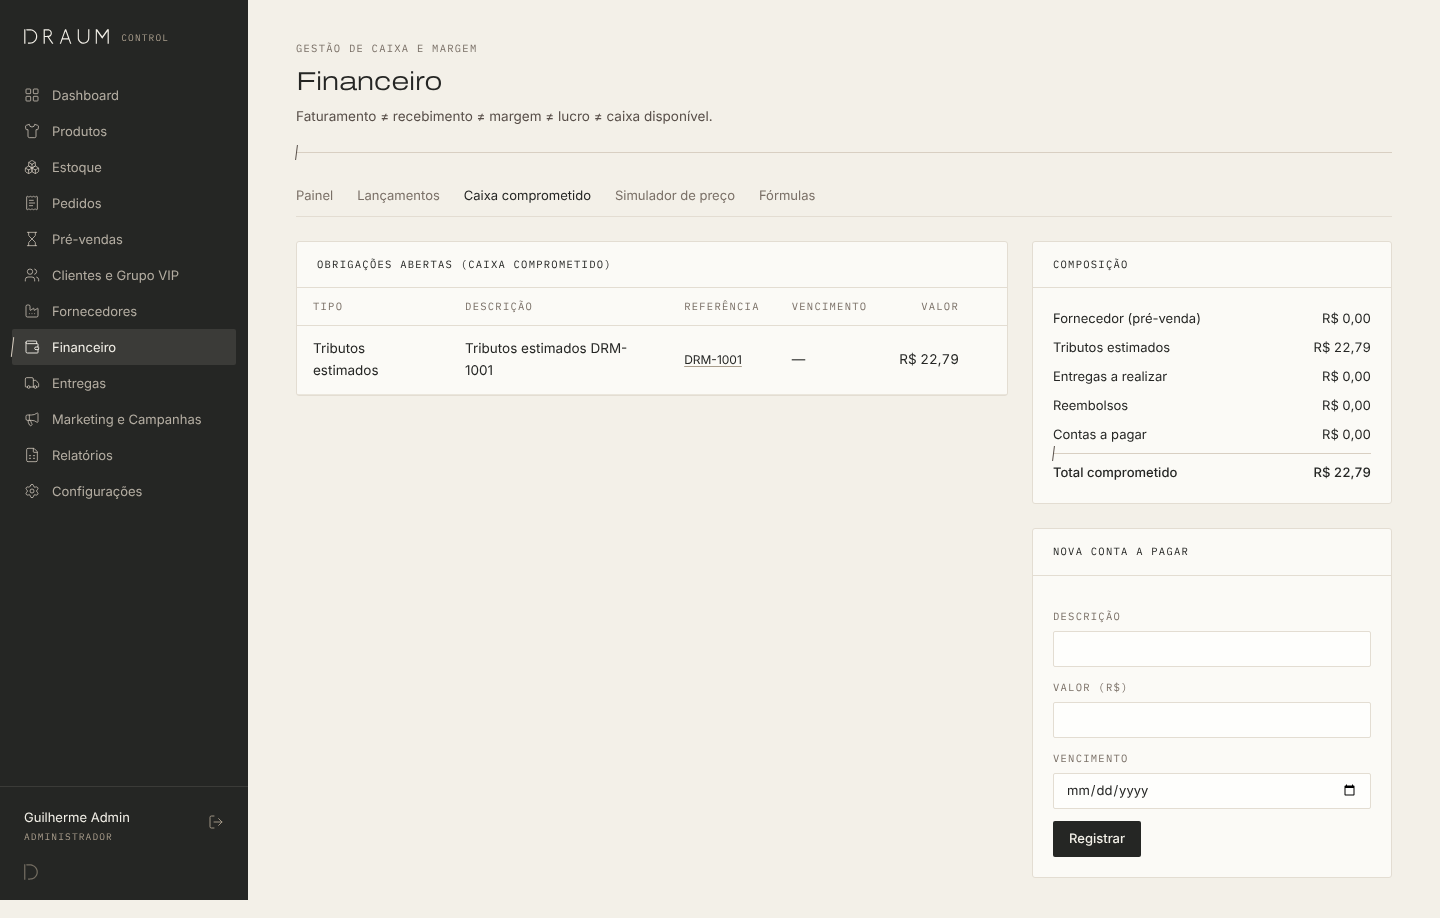 DRAUM CONTROL
Dashboard
Produtos
Estoque
Pedidos
Pré-vendas
Clientes e Grupo VIP
Fornecedores
Financeiro
Entregas
Marketing e Campanhas
Relatórios
Configurações
Guilherme Admin
ADMINISTRADOR
D
GESTÃO DE CAIXA E MARGEM
Financeiro
Faturamento ≠ recebimento ≠ margem ≠ lucro ≠ caixa disponível.
Painel Lançamentos Caixa comprometido Simulador de preço Fórmulas
OBRIGAÇÕES ABERTAS (CAIXA COMPROMETIDO)
TIPO DESCRIÇÃO REFERÊNCIA VENCIMENTO VALOR
Tributos estimados DRM-
Tributos
estimados
1001
DRM-1001 — R$ 22,79
COMPOSIÇÃO
Fornecedor (pré-venda) R$ 0,00
Tributos estimados R$ 22,79
Entregas a realizar R$ 0,00
Reembolsos R$ 0,00
Contas a pagar R$ 0,00
Total comprometido R$ 22,79
NOVA CONTA A PAGAR
DESCRIÇÃO
VALOR (R$)
VENCIMENTO
mm/dd/yyyy
Registrar